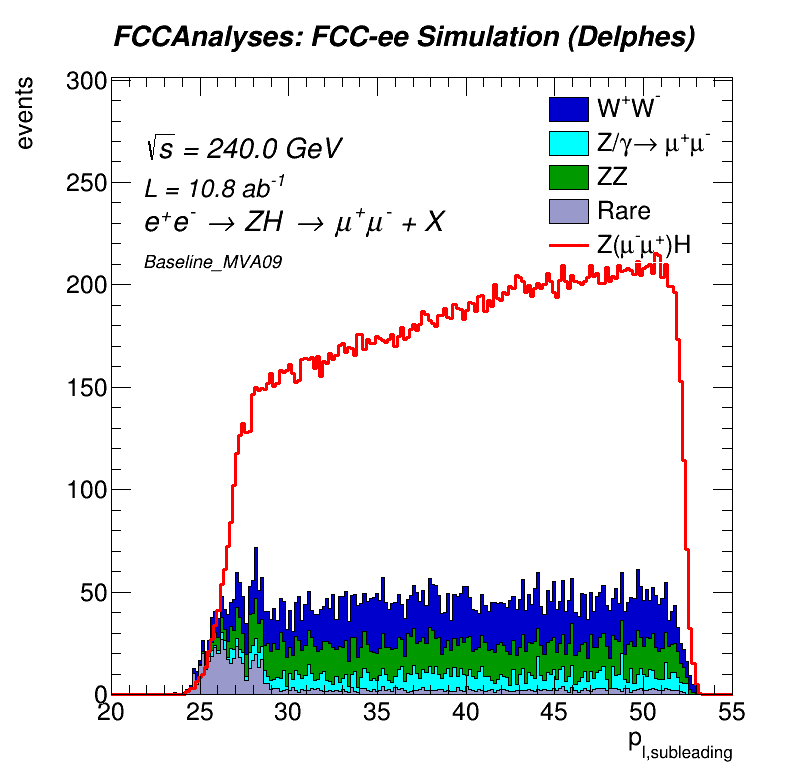 FCCAnalyses: FCC-ee Simulation (Delphes)
events
300
250
200
150
100
50
0
√s = 240.0 GeV
L = 10.8 ab⁻¹
e⁺e⁻ → ZH → μ⁺μ⁻ + X
Baseline_MVA09
W⁺W⁻
Z/γ→ μ⁺μ⁻
ZZ
Rare
Z(μ⁻μ⁺)H
20 25 30 35 40 45 50 55
p_l,subleading